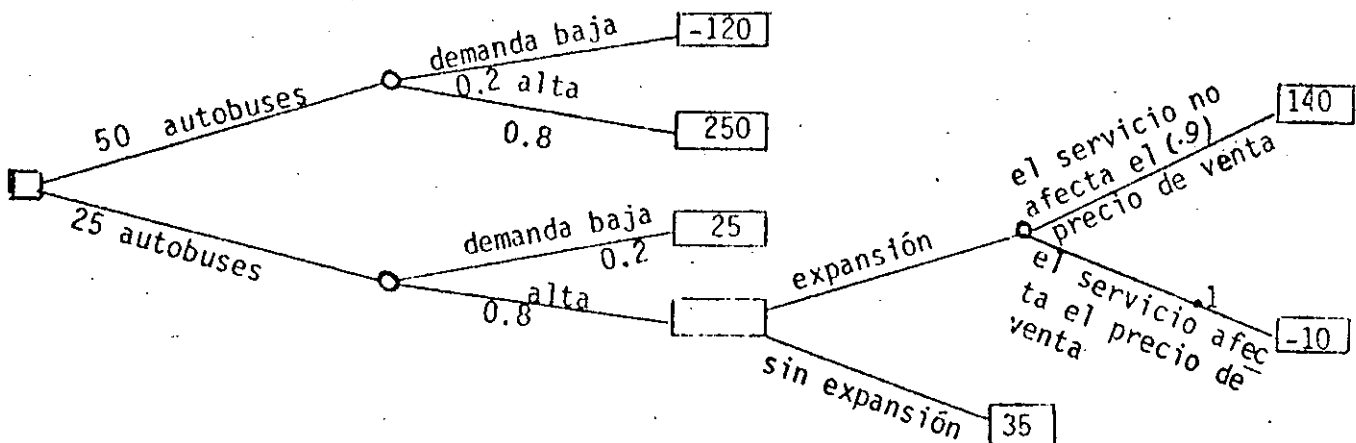 50 autobuses
demanda baja
0.2
-120
alta
0.8
250
25 autobuses
demanda baja
0.2
25
alta
0.8
expansión
el servicio no
afecta el (.9)
precio de venta
140
el servicio afec
ta el precio de
venta
.1
-10
sin expansión
35